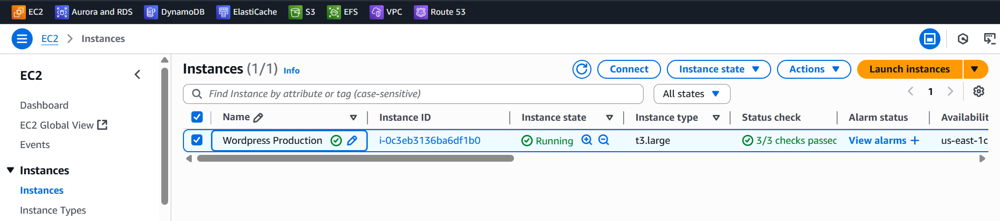 EC2 Aurora and RDS DynamoDB ElastiCache S3 EFS VPC Route 53
EC2 > Instances
EC2
Dashboard
EC2 Global View
Events
Instances
Instances
Instance Types
Instances (1/1) Info
Connect Instance state Actions Launch instances
Find Instance by attribute or tag (case-sensitive) All states 1
Name Instance ID Instance state Instance type Status check Alarm status Availabilit
Wordpress Production i-0c3eb3136ba6df1b0 Running t3.large 3/3 checks passed View alarms + us-east-1c